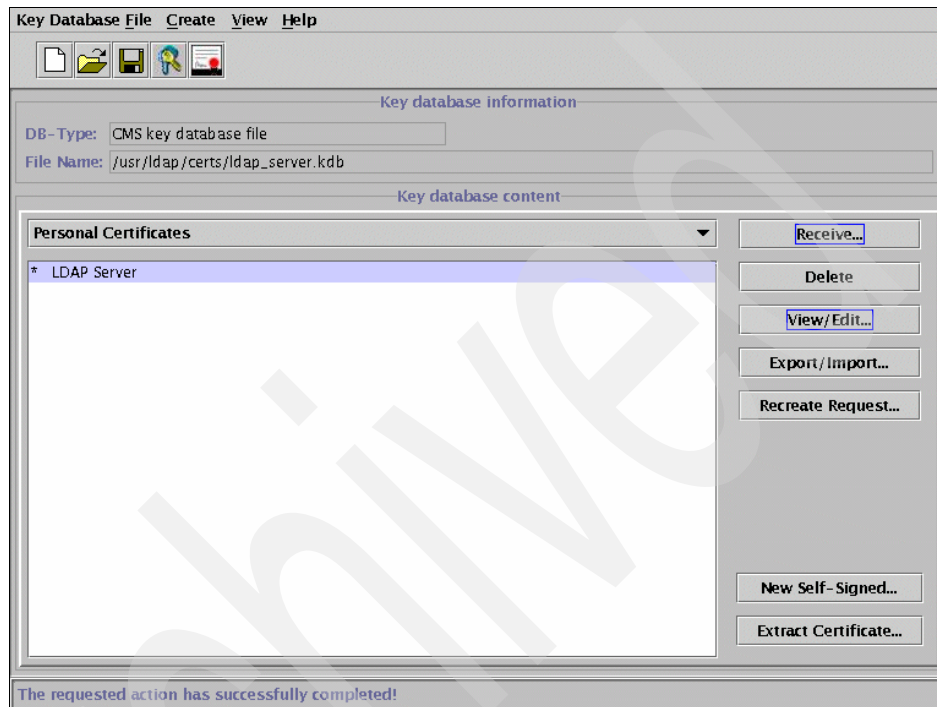 Key Database File Create View Help
Key database information
DB-Type: CMS key database file
File Name: /usr/ldap/certs/ldap_server.kdb
Key database content
Personal Certificates
Receive...
* LDAP Server
Delete
View/Edit...
Export/Import...
Recreate Request...
New Self-Signed...
Extract Certificate...
The requested action has successfully completed!